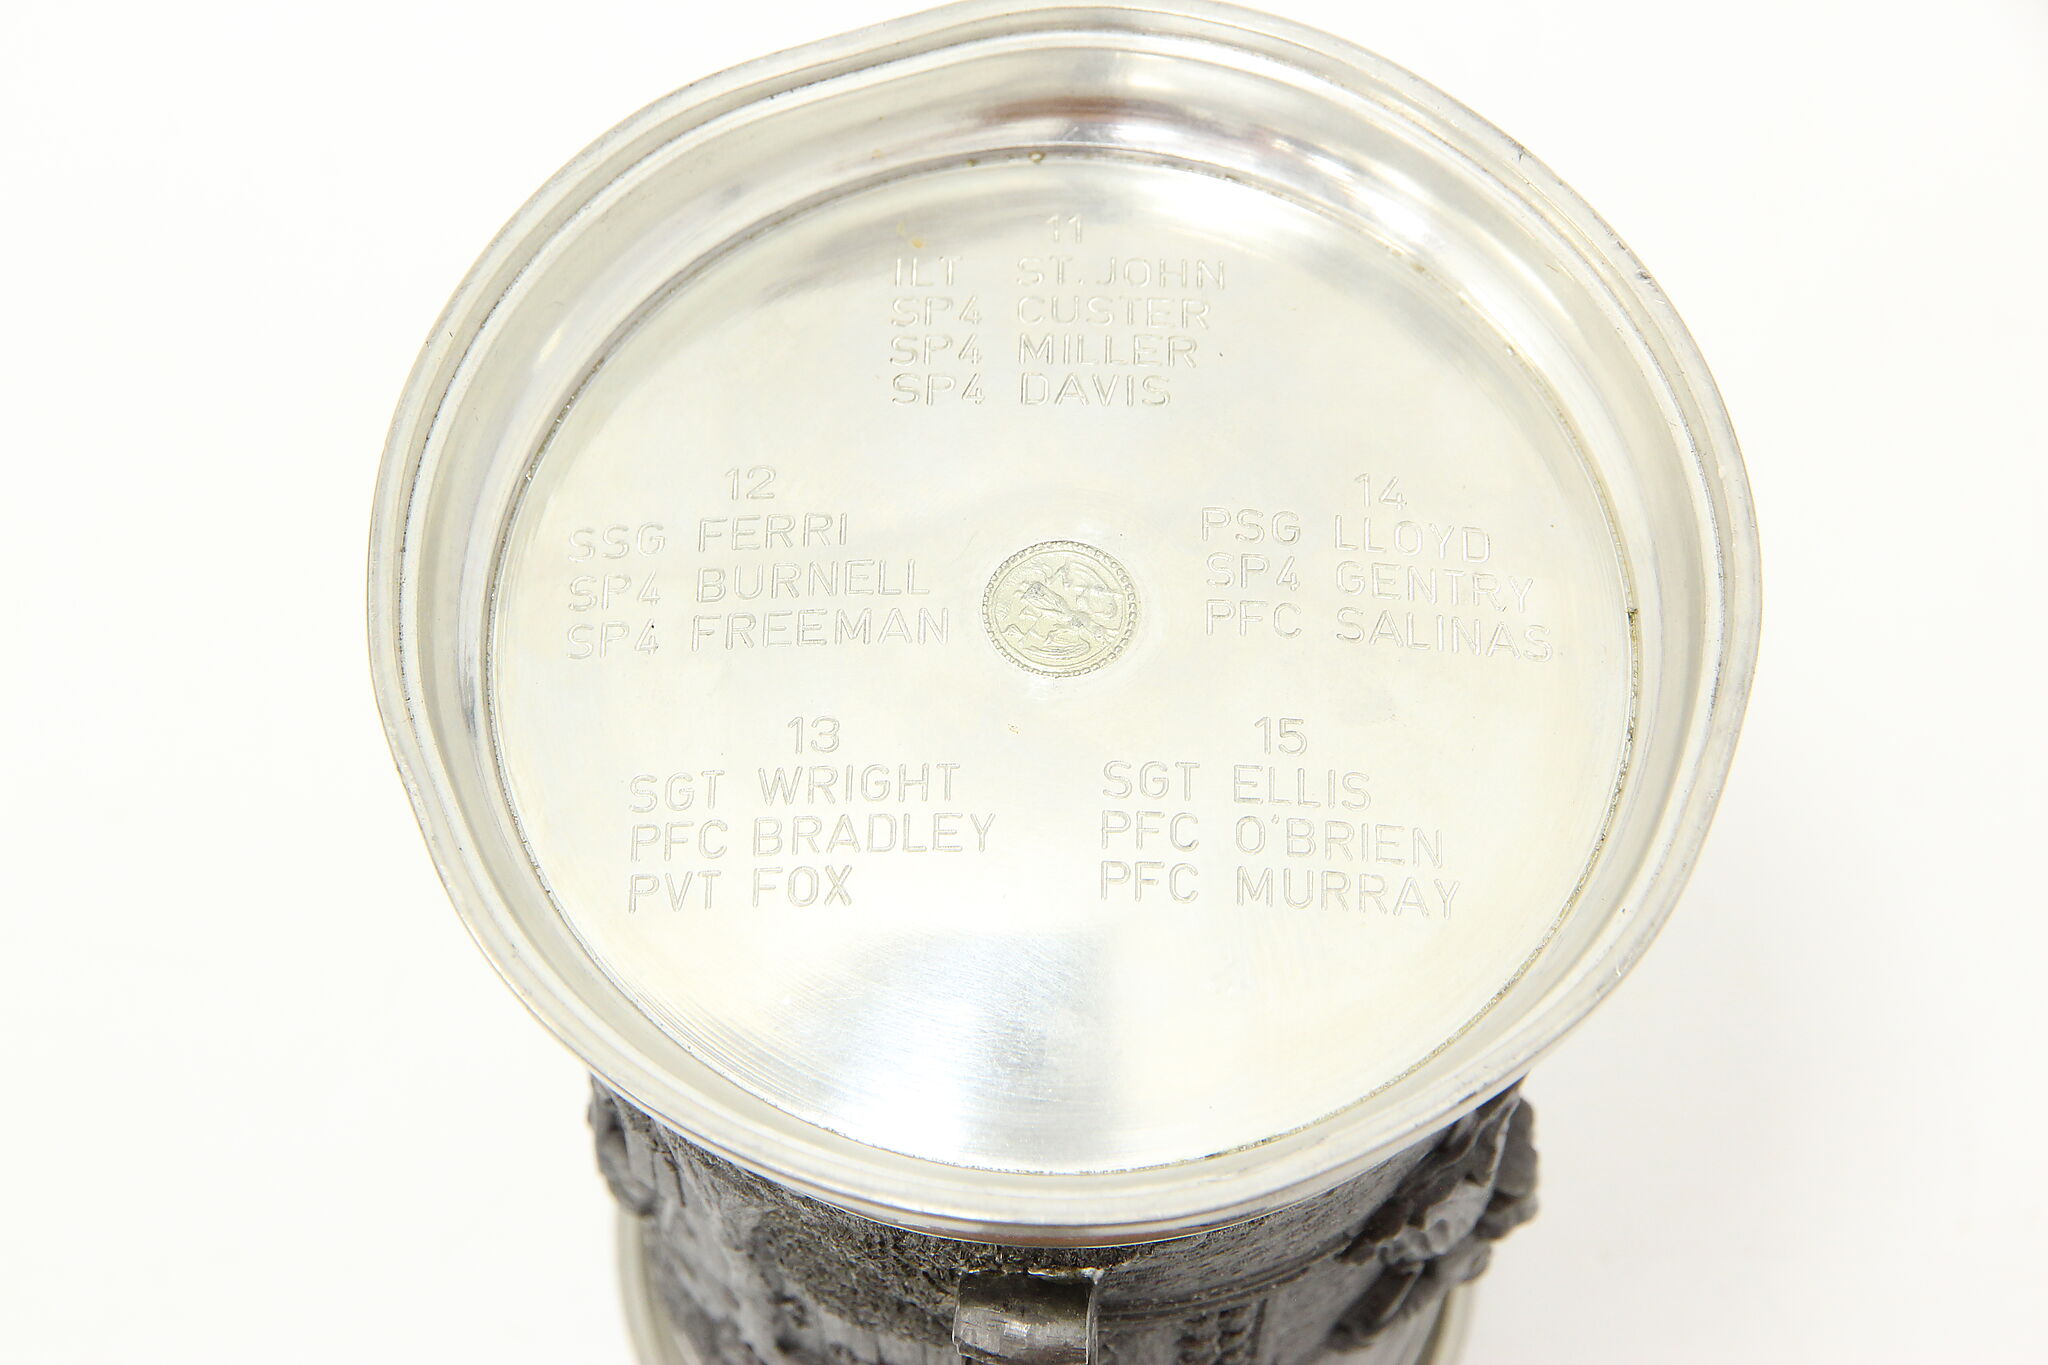 11
1LT ST. JOHN
SP4 CUSTER
SP4 MILLER
SP4 DAVIS
12
SSG FERRI
SP4 BURNELL
SP4 FREEMAN
14
PSG LLOYD
SP4 GENTRY
PFC SALINAS
13
SGT WRIGHT
PFC BRADLEY
PVT FOX
15
SGT ELLIS
PFC O'BRIEN
PFC MURRAY